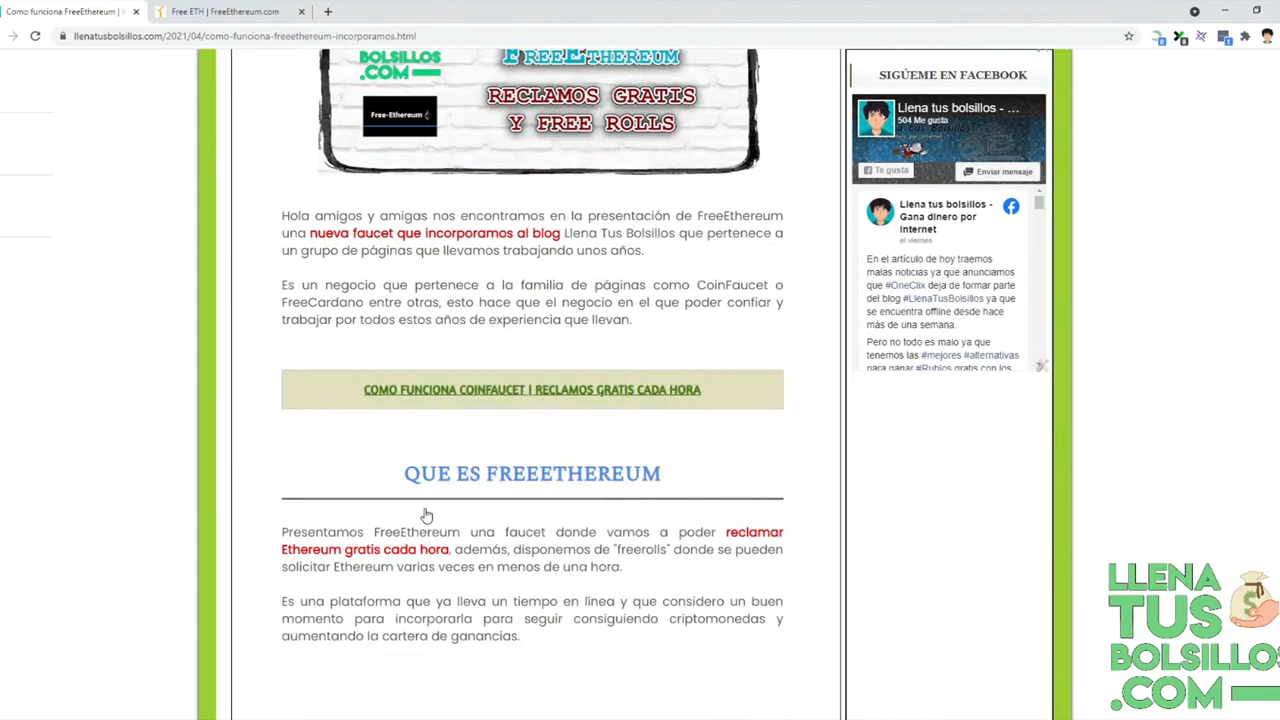 Como funciona FreeEthereum |
Free ETH | FreeEthereum.com
llenatusbolsillos.com/2021/04/como-funciona-freeethereum-incorporamos.html
BOLSILLOS
.COM
FREEETHEREUM
Free-Ethereum
RECLAMOS GRATIS
Y FREE ROLLS
Hola amigos y amigas nos encontramos en la presentación de FreeEthereum
una nueva faucet que incorporamos al blog Llena Tus Bolsillos que pertenece a
un grupo de páginas que llevamos trabajando unos años.
Es un negocio que pertenece a la familia de páginas como CoinFaucet o
FreeCardano entre otras, esto hace que el negocio en el que poder confiar y
trabajar por todos estos años de experiencia que llevan.
COMO FUNCIONA COINFAUCET | RECLAMOS GRATIS CADA HORA
QUE ES FREEETHEREUM
Presentamos FreeEthereum una faucet donde vamos a poder reclamar
Ethereum gratis cada hora, además, disponemos de "freerolls" donde se pueden
solicitar Ethereum varias veces en menos de una hora.
Es una plataforma que ya lleva un tiempo en línea y que considero un buen
momento para incorporarla para seguir consiguiendo criptomonedas y
aumentando la cartera de ganancias.
SIGÚEME EN FACEBOOK
Llena tus bolsillos - …
504 Me gusta
Te gusta
Enviar mensaje
Llena tus bolsillos -
Gana dinero por
Internet
el viernes
En el artículo de hoy traemos
malas noticias ya que anunciamos
que #OneClix deja de formar parte
del blog #LlenaTusBolsillos ya que
se encuentra offline desde hace
más de una semana.
Pero no todo es malo ya que
tenemos las #mejores #alternativas
para ganar #Rublos gratis con los
LLENA
TUS
BOLSILLOS
.COM